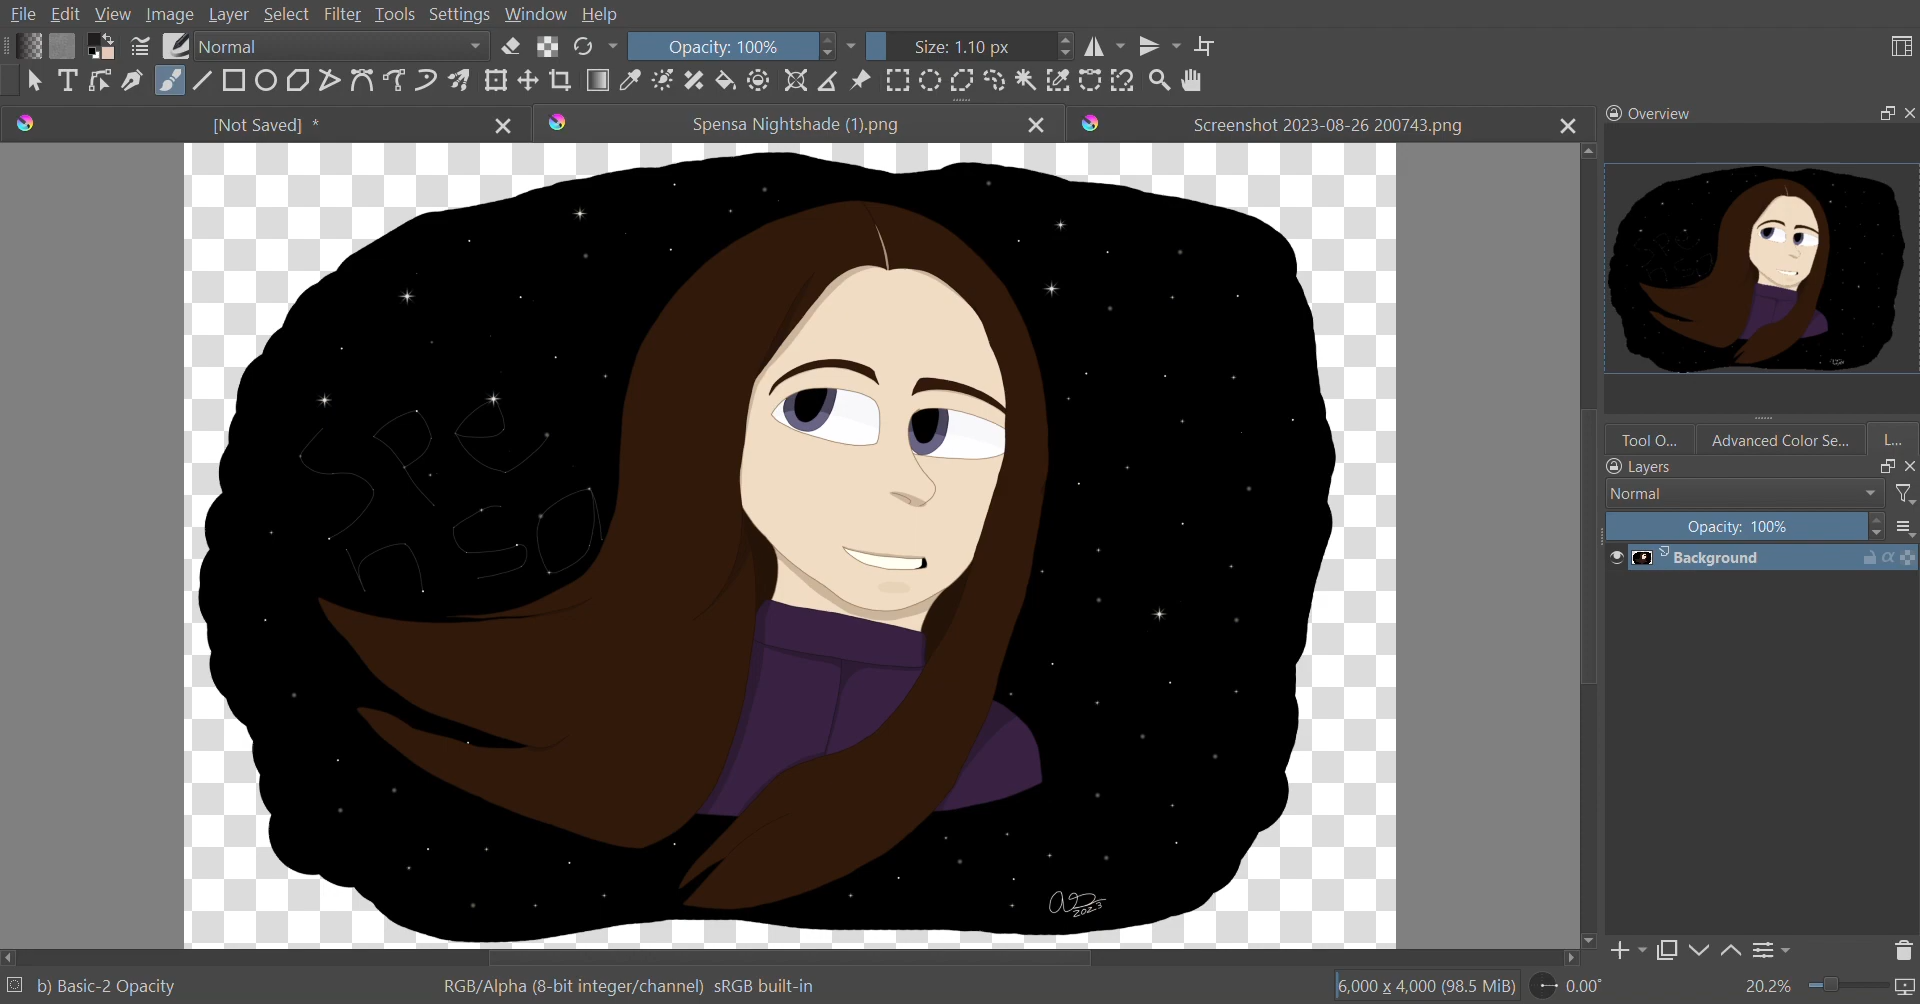 File Edit View Image Layer Select Filter Tools Settings Window Help
Normal Opacity: 100% Size: 1.10 px
[Not Saved] * Spensa Nightshade (1).png Screenshot 2023-08-26 200743.png
Overview
Tool O... Advanced Color Se... L...
Layers
Normal
Opacity: 100%
Background
Spe
nsa
2023
b) Basic-2 Opacity RGB/Alpha (8-bit integer/channel) sRGB built-in 6,000 x 4,000 (98.5 MiB) 0.00° 20.2%